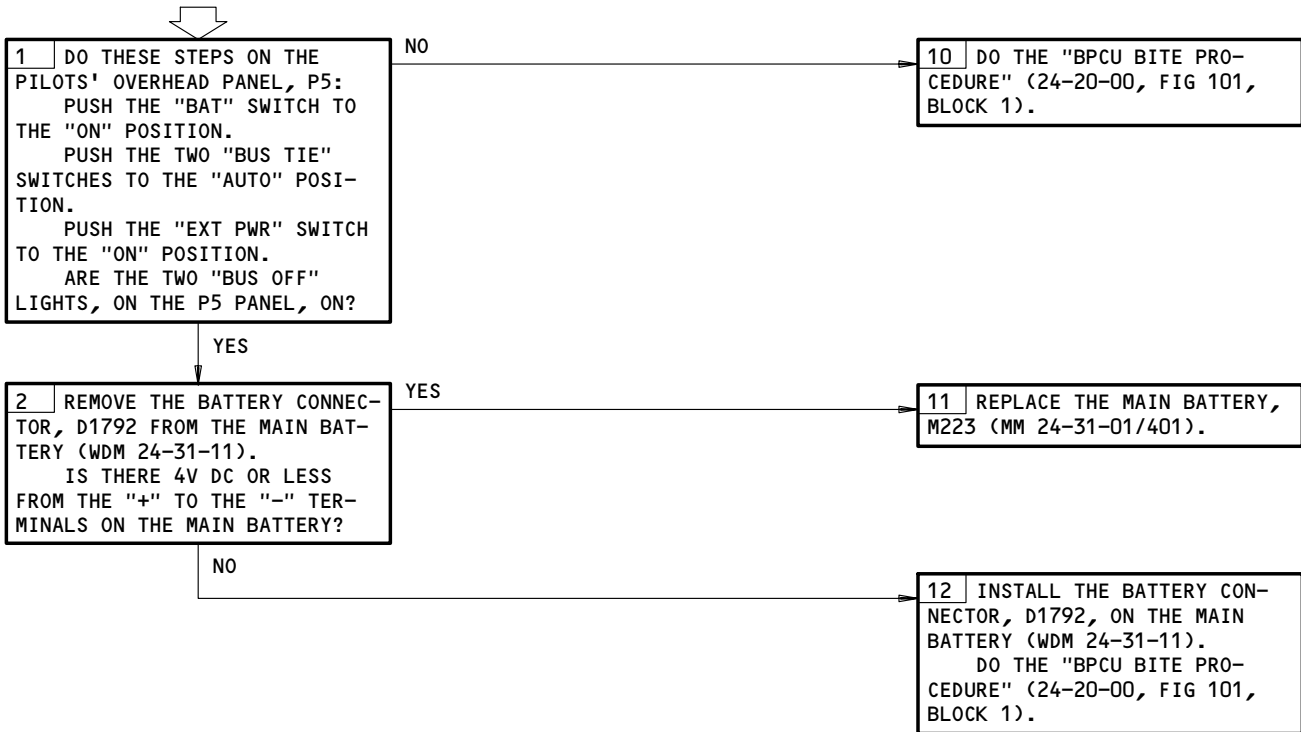 1 DO THESE STEPS ON THE
PILOTS' OVERHEAD PANEL, P5:
PUSH THE "BAT" SWITCH TO
THE "ON" POSITION.
PUSH THE TWO "BUS TIE"
SWITCHES TO THE "AUTO" POSI-
TION.
PUSH THE "EXT PWR" SWITCH
TO THE "ON" POSITION.
ARE THE TWO "BUS OFF"
LIGHTS, ON THE P5 PANEL, ON?
NO
10 DO THE "BPCU BITE PRO-
CEDURE" (24-20-00, FIG 101,
BLOCK 1).
YES
2 REMOVE THE BATTERY CONNEC-
TOR, D1792 FROM THE MAIN BAT-
TERY (WDM 24-31-11).
IS THERE 4V DC OR LESS
FROM THE "+" TO THE "-" TER-
MINALS ON THE MAIN BATTERY?
YES
11 REPLACE THE MAIN BATTERY,
M223 (MM 24-31-01/401).
NO
12 INSTALL THE BATTERY CON-
NECTOR, D1792, ON THE MAIN
BATTERY (WDM 24-31-11).
DO THE "BPCU BITE PRO-
CEDURE" (24-20-00, FIG 101,
BLOCK 1).